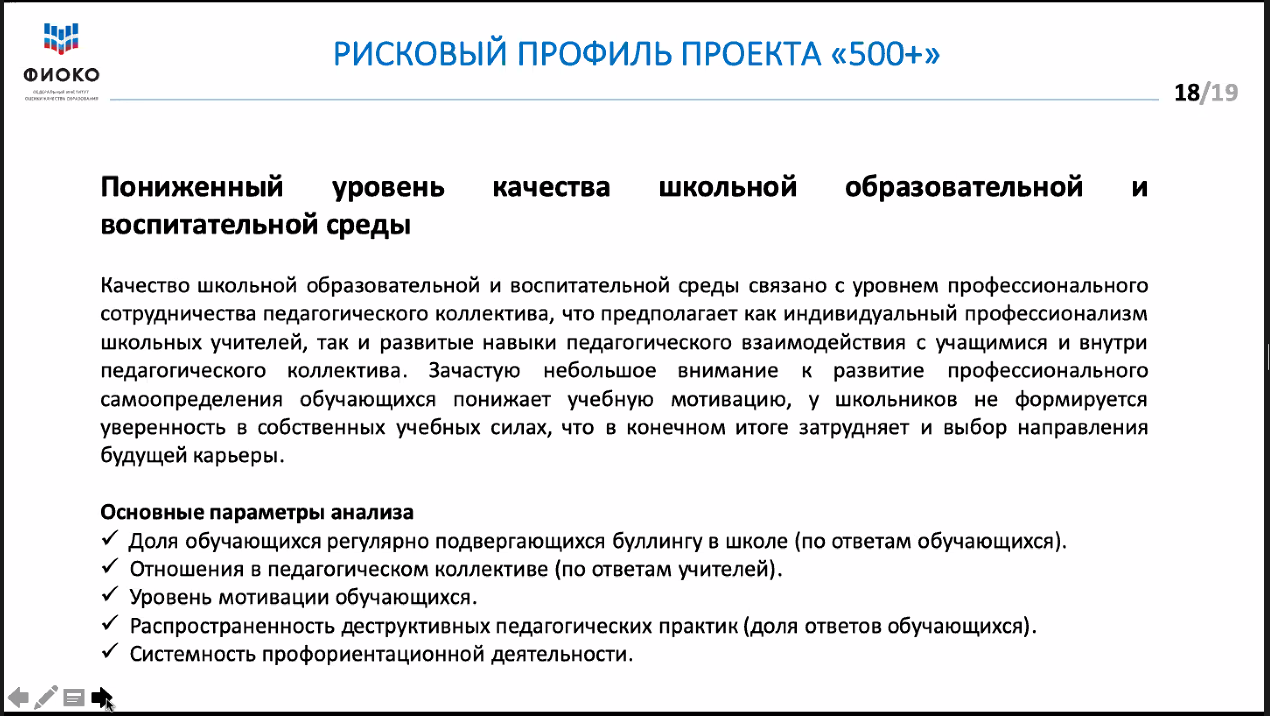 ФИОКО
ФЕДЕРАЛЬНЫЙ ИНСТИТУТ
ОЦЕНКИ КАЧЕСТВА ОБРАЗОВАНИЯ
РИСКОВЫЙ ПРОФИЛЬ ПРОЕКТА «500+»
18/19
Пониженный уровень качества школьной образовательной и
воспитательной среды
Качество школьной образовательной и воспитательной среды связано с уровнем профессионального
сотрудничества педагогического коллектива, что предполагает как индивидуальный профессионализм
школьных учителей, так и развитые навыки педагогического взаимодействия с учащимися и внутри
педагогического коллектива. Зачастую небольшое внимание к развитие профессионального
самоопределения обучающихся понижает учебную мотивацию, у школьников не формируется
уверенность в собственных учебных силах, что в конечном итоге затрудняет и выбор направления
будущей карьеры.
Основные параметры анализа
✓ Доля обучающихся регулярно подвергающихся буллингу в школе (по ответам обучающихся).
✓ Отношения в педагогическом коллективе (по ответам учителей).
✓ Уровень мотивации обучающихся.
✓ Распространенность деструктивных педагогических практик (доля ответов обучающихся).
✓ Системность профориентационной деятельности.